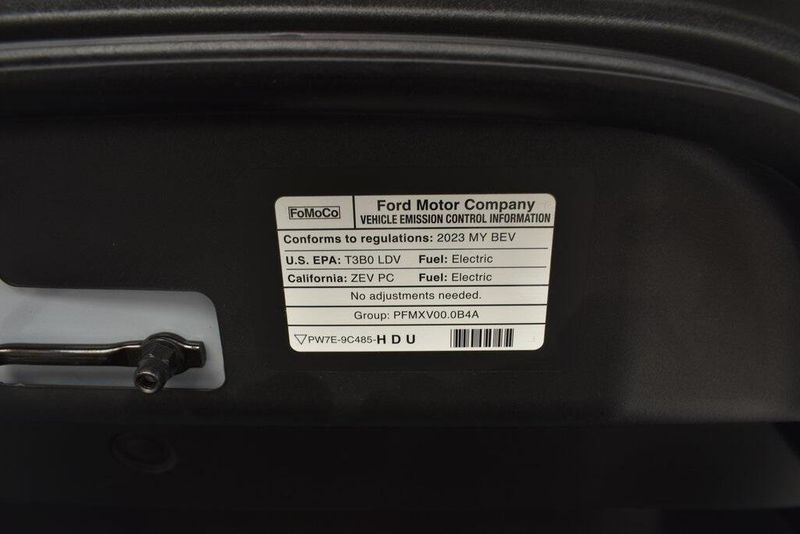 FoMoCo
Ford Motor Company
VEHICLE EMISSION CONTROL INFORMATION
Conforms to regulations: 2023 MY BEV
U.S. EPA: T3B0 LDV Fuel: Electric
California: ZEV PC Fuel: Electric
No adjustments needed.
Group: PFMXV00.0B4A
PW7E-9C485-HDU